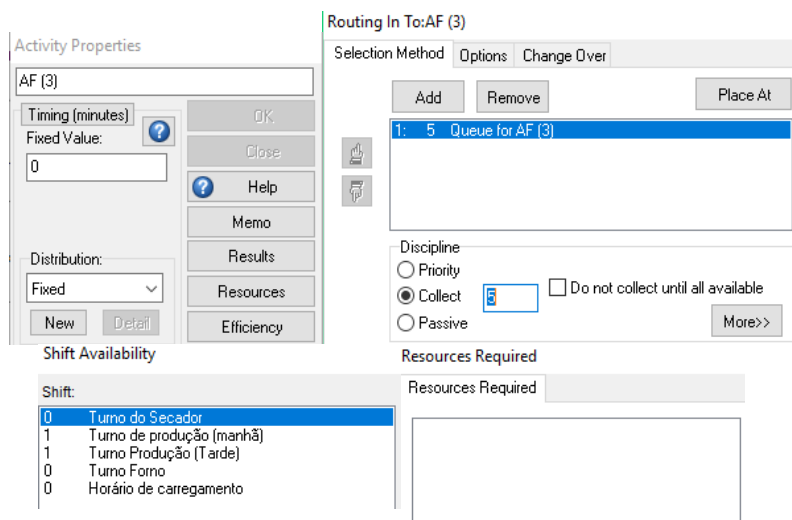 Activity Properties
AF (3)
Timing (minutes)
Fixed Value:
0
Distribution:
Fixed
New
Detail
OK
Close
Help
Memo
Results
Resources
Efficiency
Routing In To:AF (3)
Selection Method
Options
Change Over
Add
Remove
Place At
1: 5 Queue for AF (3)
Discipline
Priority
Collect
5
Do not collect until all available
Passive
More>>
Shift Availability
Shift:
0 Turno do Secador
1 Turno de produção (manhã)
1 Turno Produção (Tarde)
0 Turno Forno
0 Horário de carregamento
Resources Required
Resources Required